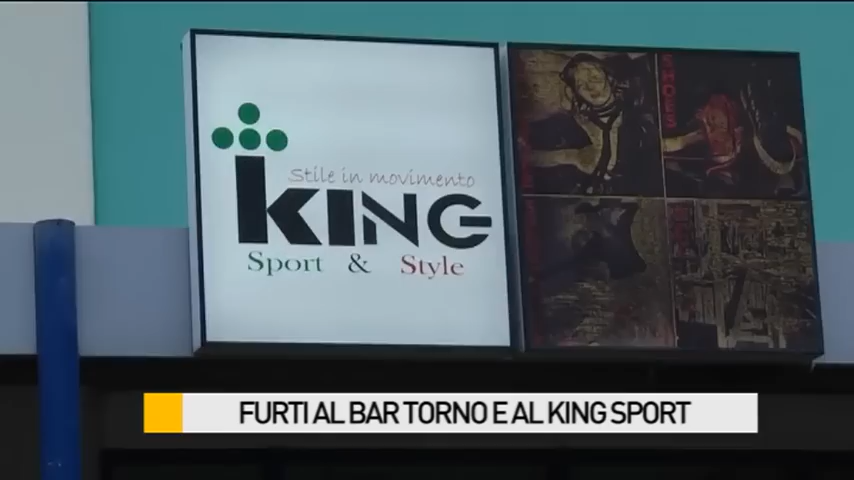 Stile in movimento
KING
Sport & Style
SHOES
FURTI AL BAR TORNO E AL KING SPORT